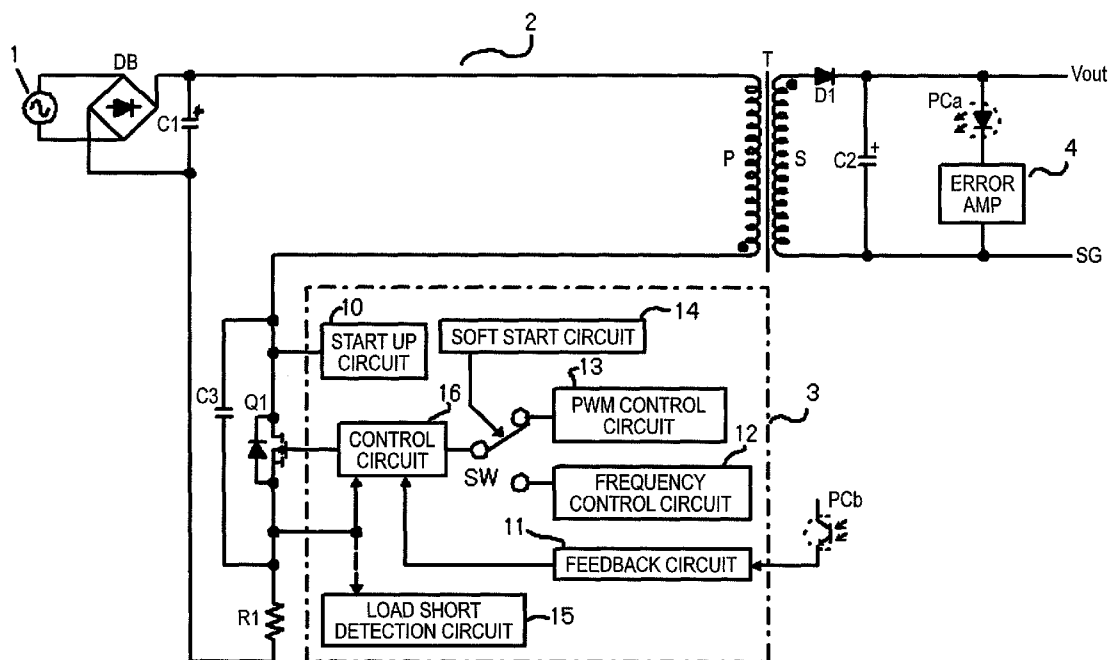 1
DB
2
T
Vout
D1
PCa
C1
+
P
S
C2
+
4
ERROR
AMP
SG
10
START UP
CIRCUIT
14
SOFT START CIRCUIT
13
PWM CONTROL
CIRCUIT
3
C3
Q1
16
CONTROL
CIRCUIT
SW
12
FREQUENCY
CONTROL CIRCUIT
PCb
11
FEEDBACK CIRCUIT
R1
LOAD SHORT
DETECTION CIRCUIT
15